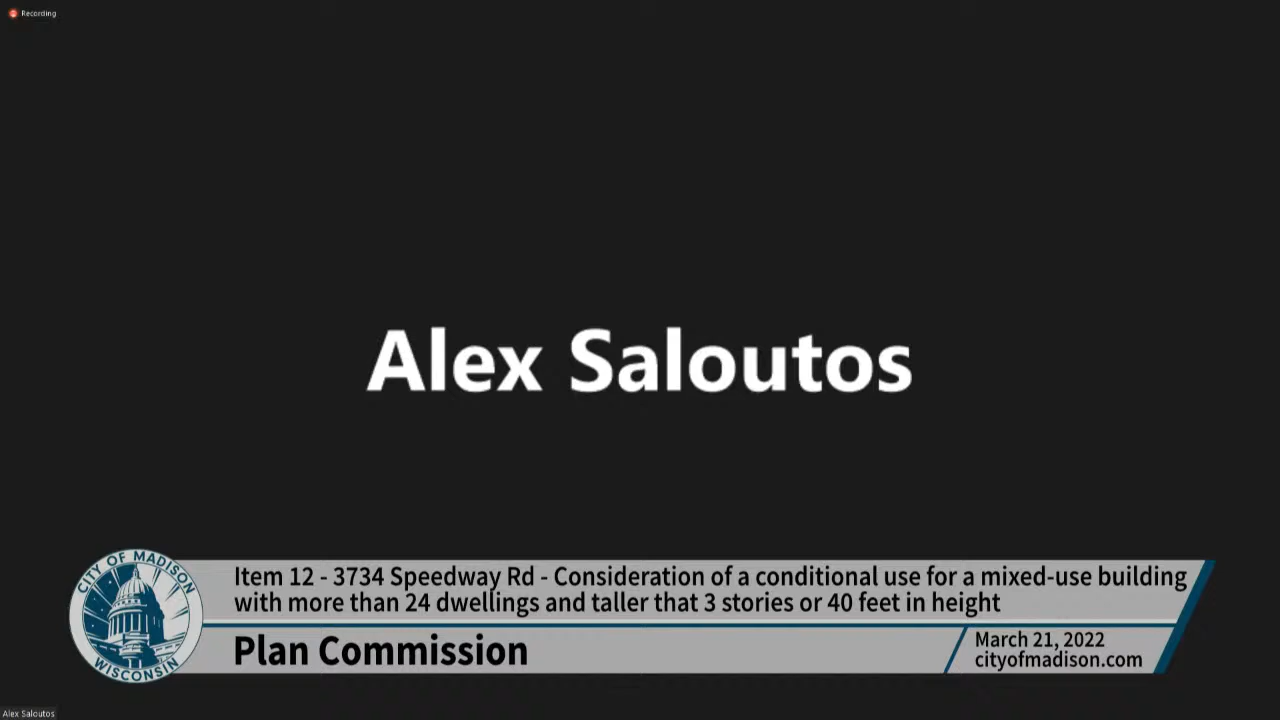 Recording
Alex Saloutos
CITY OF MADISON
WISCONSIN
Item 12 - 3734 Speedway Rd - Consideration of a conditional use for a mixed-use building
with more than 24 dwellings and taller that 3 stories or 40 feet in height
Plan Commission
March 21, 2022
cityofmadison.com
Alex Saloutos